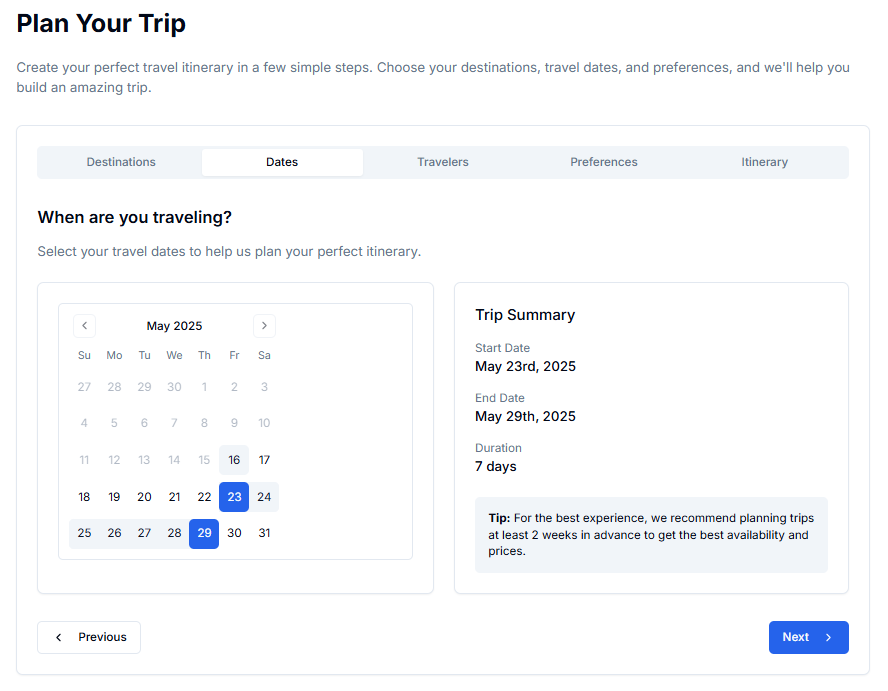 Plan Your Trip
Create your perfect travel itinerary in a few simple steps. Choose your destinations, travel dates, and preferences, and we'll help you
build an amazing trip.
Destinations Dates Travelers Preferences Itinerary
When are you traveling?
Select your travel dates to help us plan your perfect itinerary.
May 2025
Su Mo Tu We Th Fr Sa
27 28 29 30 1 2 3
4 5 6 7 8 9 10
11 12 13 14 15 16 17
18 19 20 21 22 23 24
25 26 27 28 29 30 31
Trip Summary
Start Date
May 23rd, 2025
End Date
May 29th, 2025
Duration
7 days
Tip: For the best experience, we recommend planning trips
at least 2 weeks in advance to get the best availability and
prices.
Previous
Next